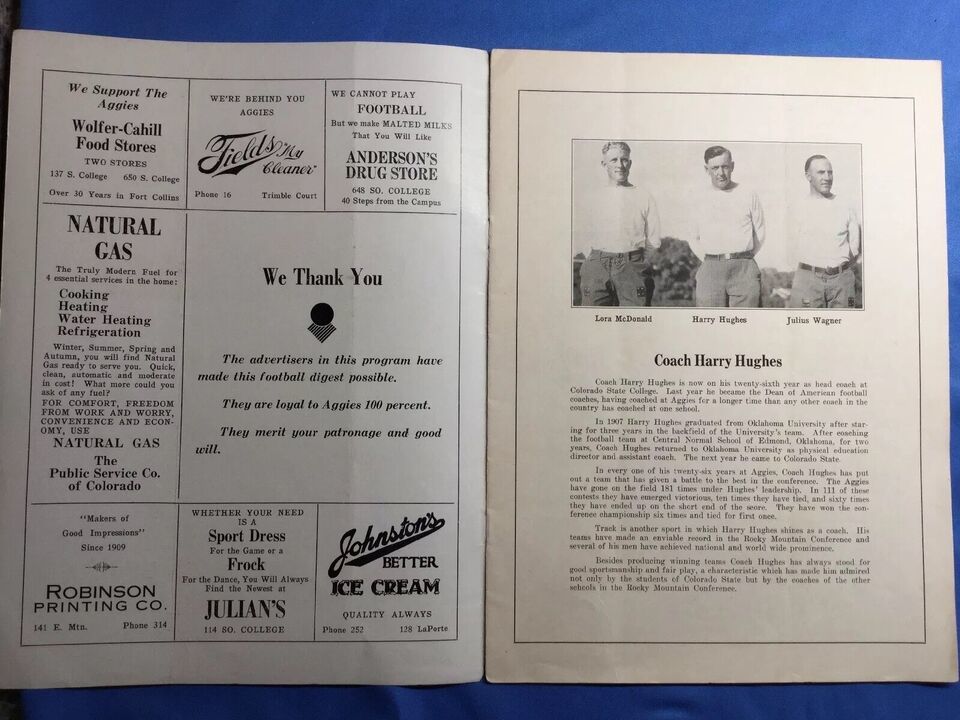 We Support The
Aggies
Wolfer-Cahill
Food Stores
TWO STORES
137 S. College 650 S. College
Over 30 Years in Fort Collins
WE'RE BEHIND YOU
AGGIES
Fields "My
Cleaner"
Phone 16 Trimble Court
WE CANNOT PLAY
FOOTBALL
But we make MALTED MILKS
That You Will Like
ANDERSON'S
DRUG STORE
648 SO. COLLEGE
40 Steps from the Campus
NATURAL
GAS
The Truly Modern Fuel for
4 essential services in the home:
Cooking
Heating
Water Heating
Refrigeration
Winter, Summer, Spring and
Autumn, you will find Natural
Gas ready to serve you. Quick,
clean, automatic and moderate
in cost! What more could you
ask of any fuel?
FOR COMFORT, FREEDOM
FROM WORK AND WORRY,
CONVENIENCE AND ECON-
OMY, USE
NATURAL GAS
The
Public Service Co.
of Colorado
We Thank You
The advertisers in this program have
made this football digest possible.
They are loyal to Aggies 100 percent.
They merit your patronage and good
will.
"Makers of
Good Impressions"
Since 1909
ROBINSON
PRINTING CO.
141 E. Mtn. Phone 314
WHETHER YOUR NEED
IS A
Sport Dress
For the Game or a
Frock
For the Dance, You Will Always
Find the Newest at
JULIAN'S
114 SO. COLLEGE
Johnston's
BETTER
ICE CREAM
QUALITY ALWAYS
Phone 252 128 LaPorte
Lora McDonald Harry Hughes Julius Wagner
Coach Harry Hughes
Coach Harry Hughes is now on his twenty-sixth year as head coach at
Colorado State College. Last year he became the Dean of American football
coaches, having coached at Aggies for a longer time than any other coach in the
country has coached at one school.
In 1907 Harry Hughes graduated from Oklahoma University after star-
ring for three years in the backfield of the University's team. After coaching
the football team at Central Normal School of Edmond, Oklahoma, for two
years, Coach Hughes returned to Oklahoma University as physical education
director and assistant coach. The next year he came to Colorado State.
In every one of his twenty-six years at Aggies, Coach Hughes has put
out a team that has given a battle to the best in the conference. The Aggies
have gone on the field 181 times under Hughes' leadership. In 111 of these
contests they have emerged victorious, ten times they have tied, and sixty times
they have ended up on the short end of the score. They have won the con-
ference championship six times and tied for first once.
Track is another sport in which Harry Hughes shines as a coach. His
teams have made an enviable record in the Rocky Mountain Conference and
several of his men have achieved national and world wide prominence.
Besides producing winning teams Coach Hughes has always stood for
good sportsmanship and fair play, a characteristic which has made him admired
not only by the students of Colorado State but by the coaches of the other
schools in the Rocky Mountain Conference.